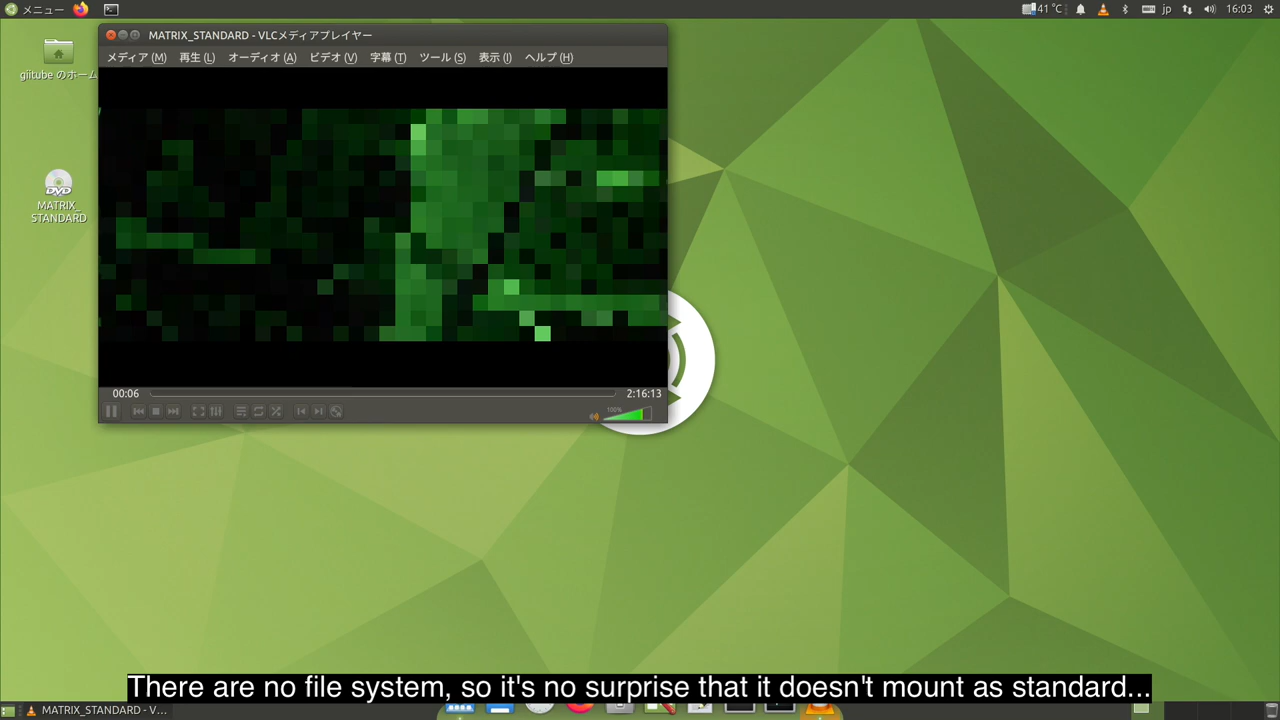 メニュー
41 °C
jp
16:03
MATRIX_STANDARD - VLCメディアプレイヤー
メディア (M) 再生 (L) オーディオ (A) ビデオ (V) 字幕 (T) ツール (S) 表示 (I) ヘルプ (H)
giitube のホーム
DVD
MATRIX_
STANDARD
00:06
2:16:13
100%
There are no file system, so it's no surprise that it doesn't mount as standard...
MATRIX_STANDARD - V...